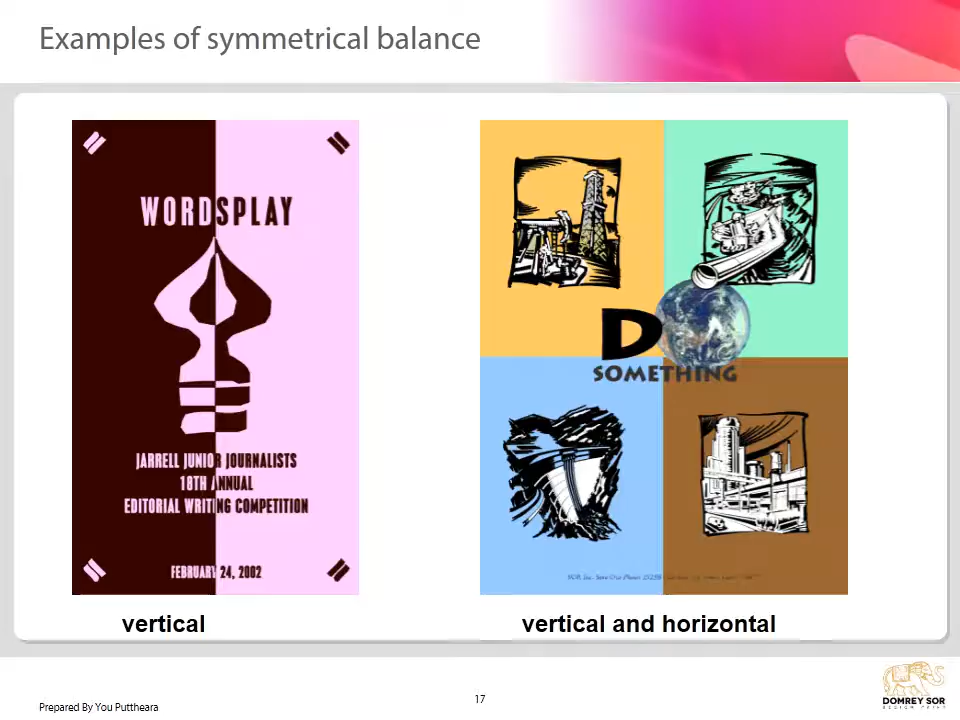 Examples of symmetrical balance
WORDSPLAY
JARRELL JUNIOR JOURNALISTS
18TH ANNUAL
EDITORIAL WRITING COMPETITION
FEBRUARY 24, 2002
DO
SOMETHING
vertical
vertical and horizontal
Prepared By You Puttheara
17
DOMREY SOR